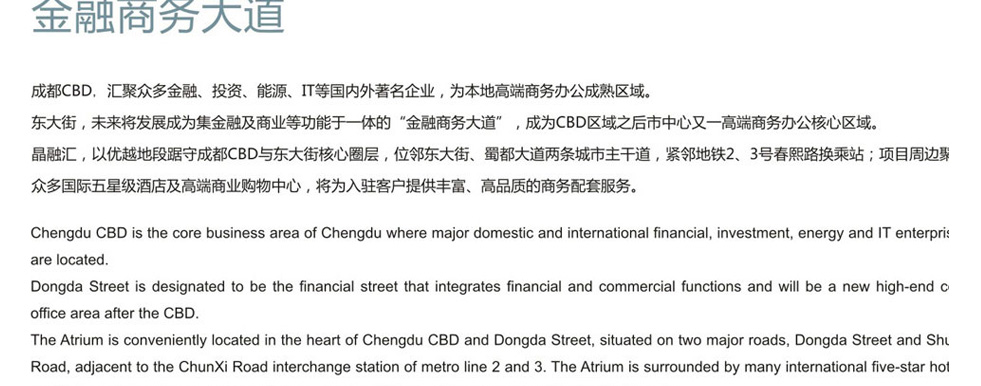 金融商务大道
成都CBD，汇聚众多金融、投资、能源、IT等国内外著名企业，为本地高端商务办公成熟区域。
东大街，未来将发展成为集金融及商业等功能于一体的“金融商务大道”，成为CBD区域之后市中心又一高端商务办公核心区域。
晶融汇，以优越地段踞守成都CBD与东大街核心圈层，位邻东大街、蜀都大道两条城市主干道，紧邻地铁2、3号春熙路换乘站；项目周边
众多国际五星级酒店及高端商业购物中心，将为入驻客户提供丰富、高品质的商务配套服务。
Chengdu CBD is the core business area of Chengdu where major domestic and international financial, investment, energy and IT
are located.
Dongda Street is designated to be the financial street that integrates financial and commercial functions and will be a new high-end
office area after the CBD.
The Atrium is conveniently located in the heart of Chengdu CBD and Dongda Street, situated on two major roads, Dongda Street and
Road, adjacent to the ChunXi Road interchange station of metro line 2 and 3. The Atrium is surrounded by many international five-star